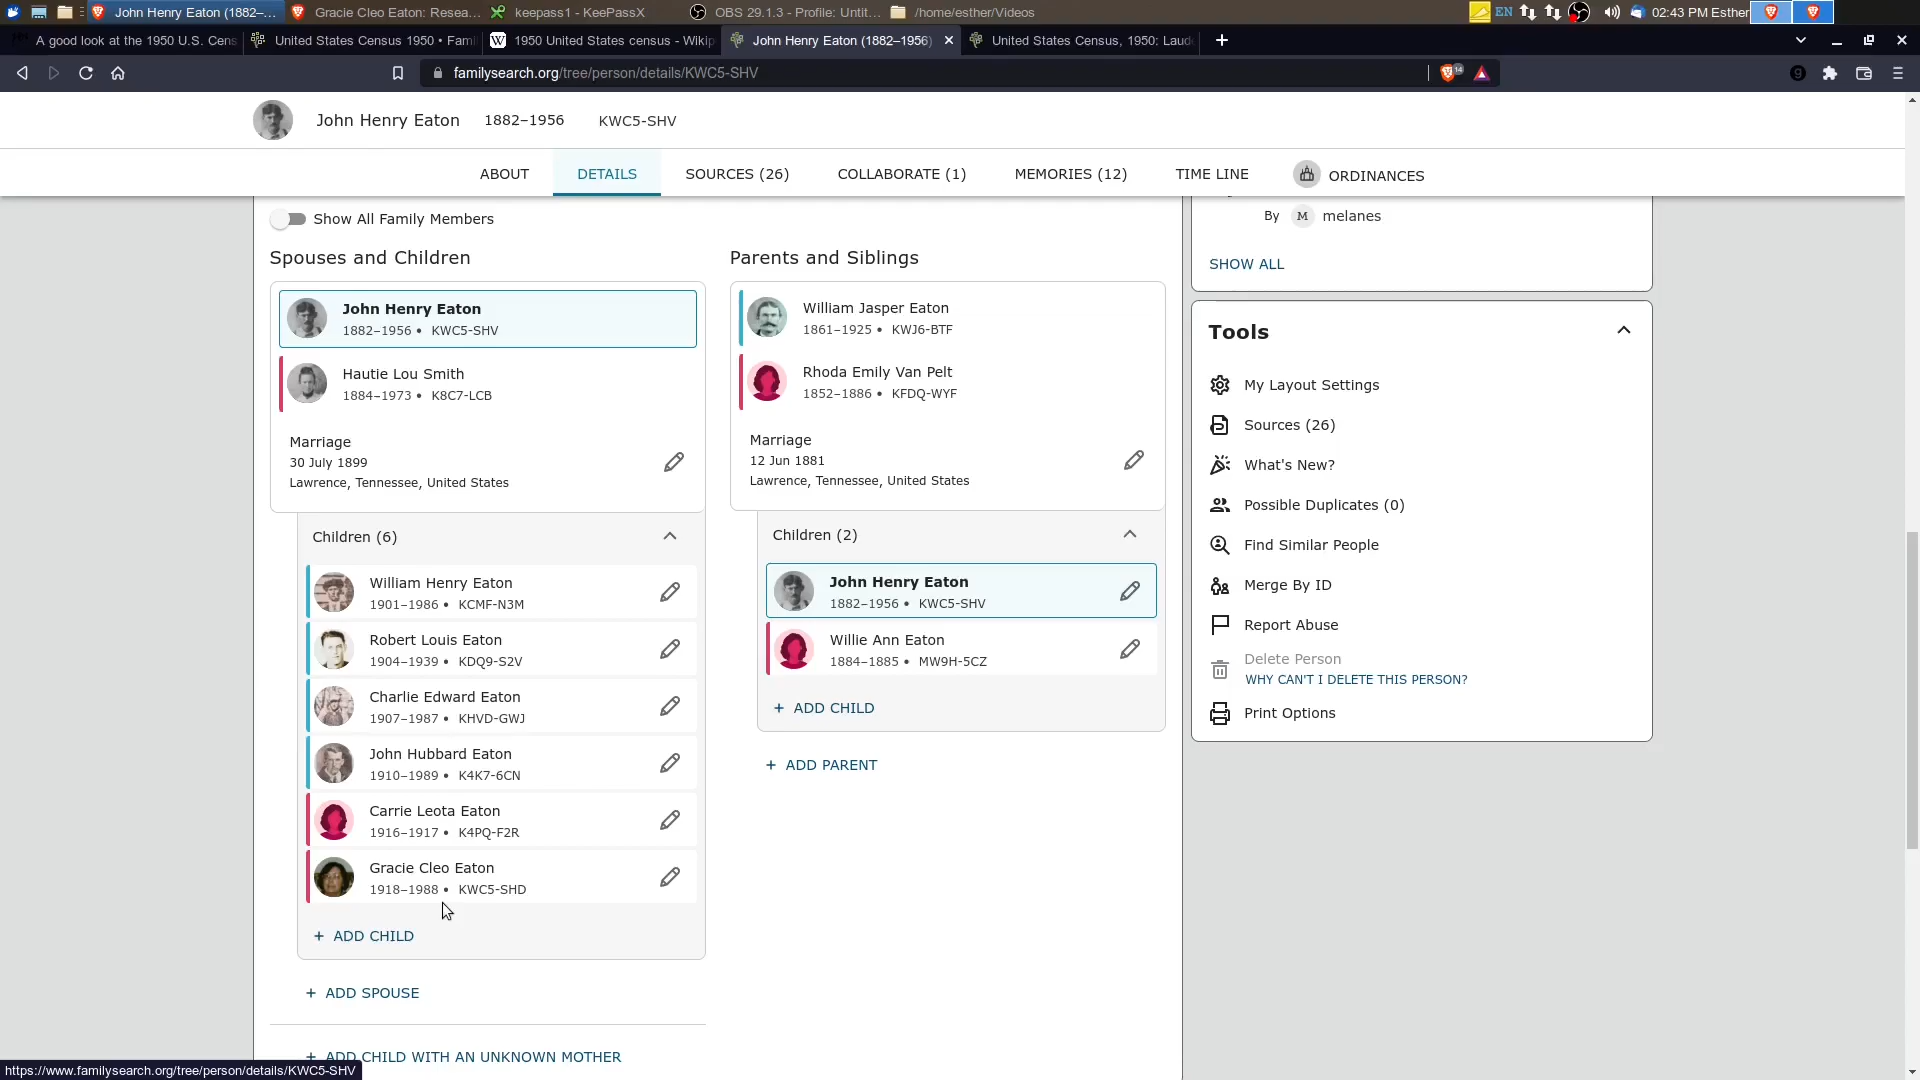 John Henry Eaton (1882–...
Gracie Cleo Eaton: Resea...
keepass1 - KeePassX
OBS 29.1.3 - Profile: Untit...
/home/esther/Videos
EN
02:43 PM Esther
A good look at the 1950 U.S. Cens
United States Census 1950 • Fami
W 1950 United states census - Wikip
John Henry Eaton (1882–1956)
United States Census, 1950: Laud
familysearch.org/tree/person/details/KWC5-SHV
14
John Henry Eaton 1882–1956 KWC5-SHV
ABOUT
DETAILS
SOURCES (26)
COLLABORATE (1)
MEMORIES (12)
TIME LINE
ORDINANCES
Show All Family Members
Spouses and Children
John Henry Eaton
1882–1956 • KWC5-SHV
Hautie Lou Smith
1884–1973 • K8C7-LCB
Marriage
30 July 1899
Lawrence, Tennessee, United States
Children (6)
William Henry Eaton
1901–1986 • KCMF-N3M
Robert Louis Eaton
1904–1939 • KDQ9-S2V
Charlie Edward Eaton
1907–1987 • KHVD-GWJ
John Hubbard Eaton
1910–1989 • K4K7-6CN
Carrie Leota Eaton
1916–1917 • K4PQ-F2R
Gracie Cleo Eaton
1918–1988 • KWC5-SHD
+ ADD CHILD
+ ADD SPOUSE
+ ADD CHILD WITH AN UNKNOWN MOTHER
Parents and Siblings
William Jasper Eaton
1861–1925 • KWJ6-BTF
Rhoda Emily Van Pelt
1852–1886 • KFDQ-WYF
Marriage
12 Jun 1881
Lawrence, Tennessee, United States
Children (2)
John Henry Eaton
1882–1956 • KWC5-SHV
Willie Ann Eaton
1884–1885 • MW9H-5CZ
+ ADD CHILD
+ ADD PARENT
By M melanes
SHOW ALL
Tools
My Layout Settings
Sources (26)
What's New?
Possible Duplicates (0)
Find Similar People
Merge By ID
Report Abuse
Delete Person
WHY CAN'T I DELETE THIS PERSON?
Print Options
https://www.familysearch.org/tree/person/details/KWC5-SHV